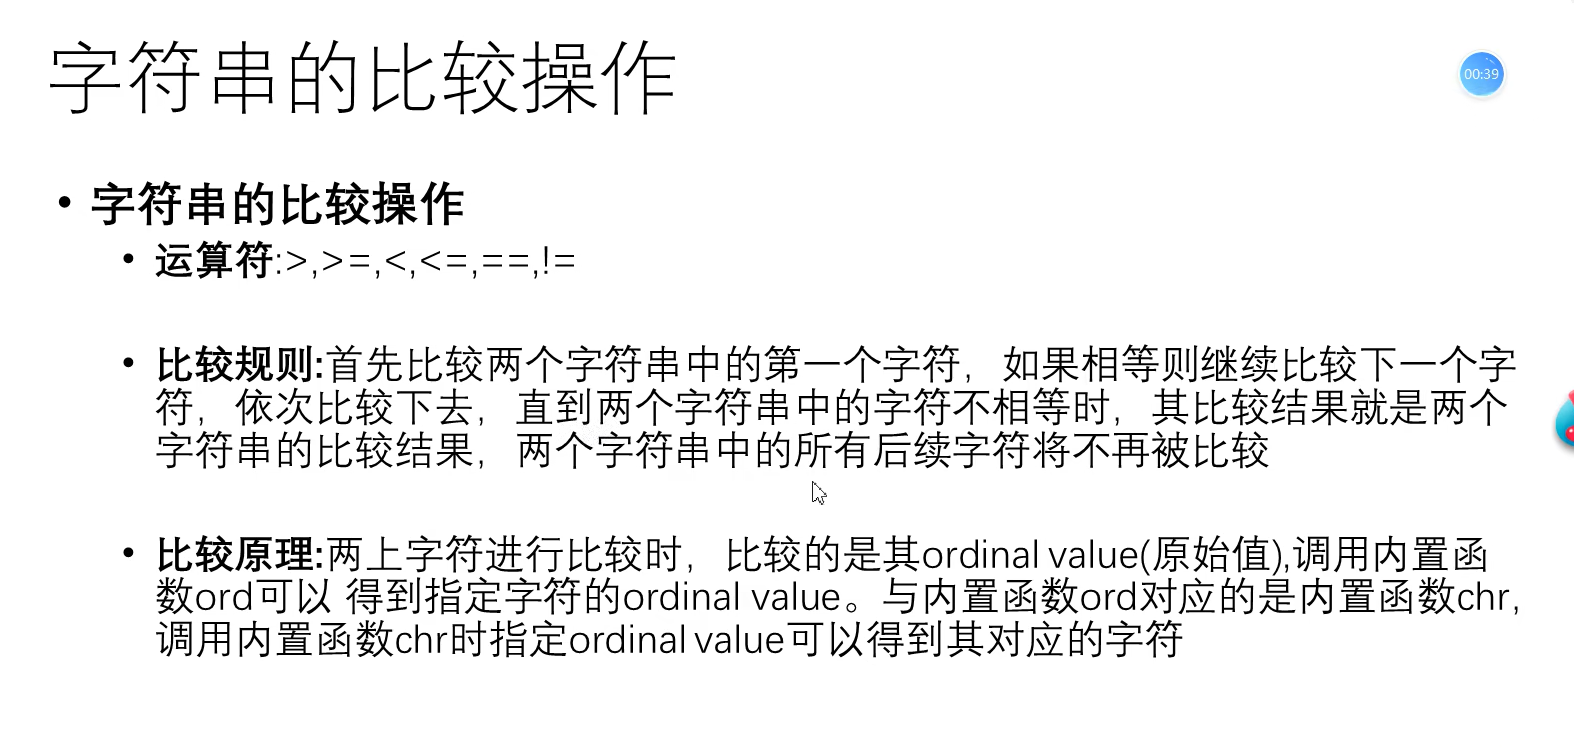 字符串的比较操作
00:39
• 字符串的比较操作
• 运算符:>,>=,<,<=,==,!=
• 比较规则:首先比较两个字符串中的第一个字符，如果相等则继续比较下一个字
符，依次比较下去，直到两个字符串中的字符不相等时，其比较结果就是两个
字符串的比较结果，两个字符串中的所有后续字符将不再被比较
• 比较原理:两上字符进行比较时，比较的是其ordinal value(原始值),调用内置函
数ord可以 得到指定字符的ordinal value。与内置函数ord对应的是内置函数chr,
调用内置函数chr时指定ordinal value可以得到其对应的字符